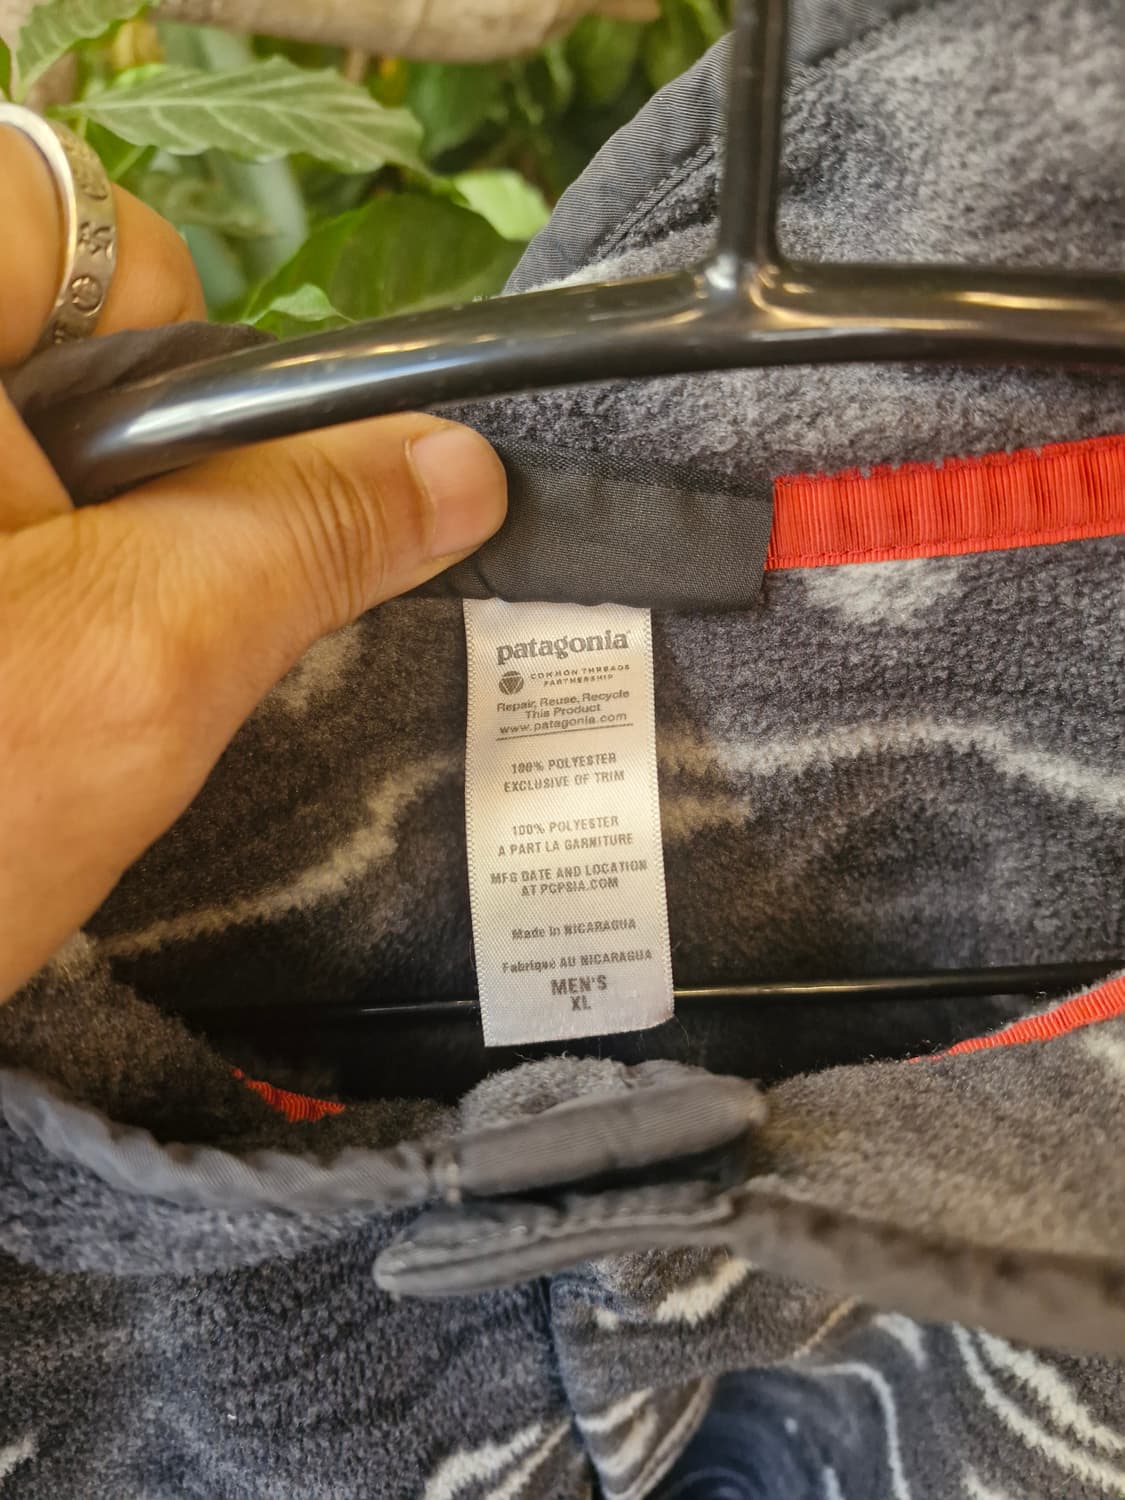 patagonia®
COMMON THREADS
PARTNERSHIP
Repair, Reuse, Recycle
This Product
www.patagonia.com
100% POLYESTER
EXCLUSIVE OF TRIM
100% POLYESTER
A PART LA GARNITURE
MFG DATE AND LOCATION
AT PCPSIA.COM
Made in NICARAGUA
Fabriqué AU NICARAGUA
MEN'S
XL